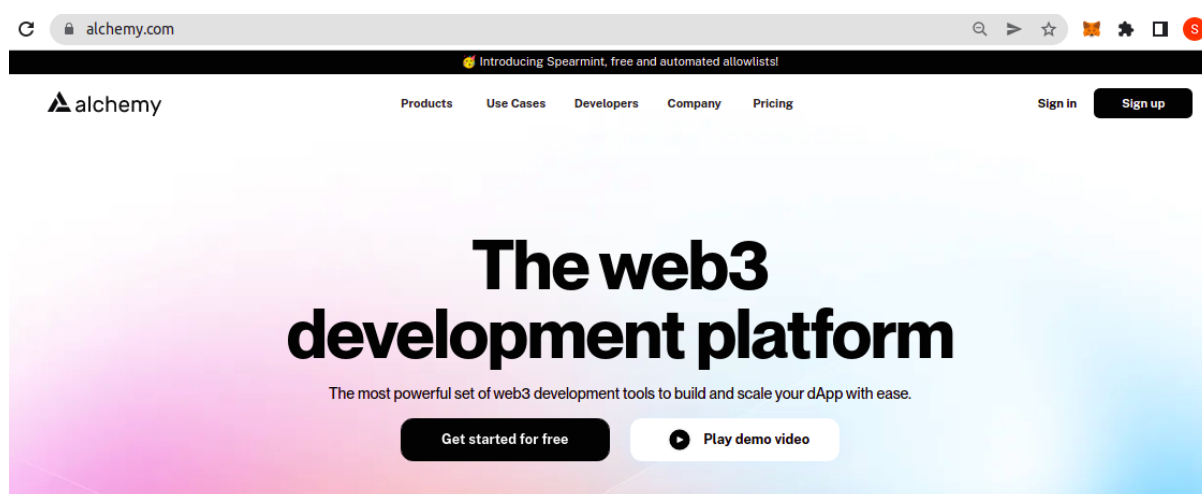 alchemy.com
S
🥳 Introducing Spearmint, free and automated allowlists!
alchemy Products Use Cases Developers Company Pricing Sign in Sign up
The web3
development platform
The most powerful set of web3 development tools to build and scale your dApp with ease.
Get started for free Play demo video